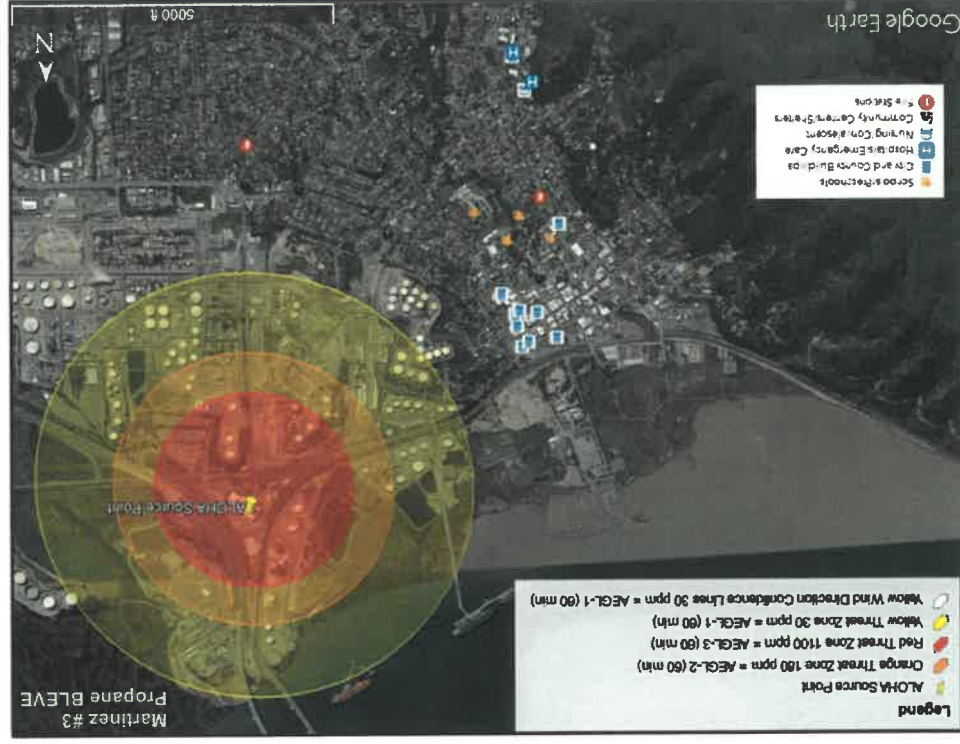 Martinez # 3
Propane BLEVE
Legend
ALOHA Source Point
Orange Threat Zone 160 ppm = AEGL-2 (60 min)
Red Threat Zone 1100 ppm = AEGL-3 (60 min)
Yellow Threat Zone 30 ppm = AEGL-1 (60 min)
Yellow Wind Direction Confidence Lines 30 ppm = AEGL-1 (60 min)
ALOHA Source Point
City and County Buildings
Hospitals/Emergency Care
Nursing/Convalescent
Community Centers/Shelters
Fire Stations
Google Earth
N
5000 ft